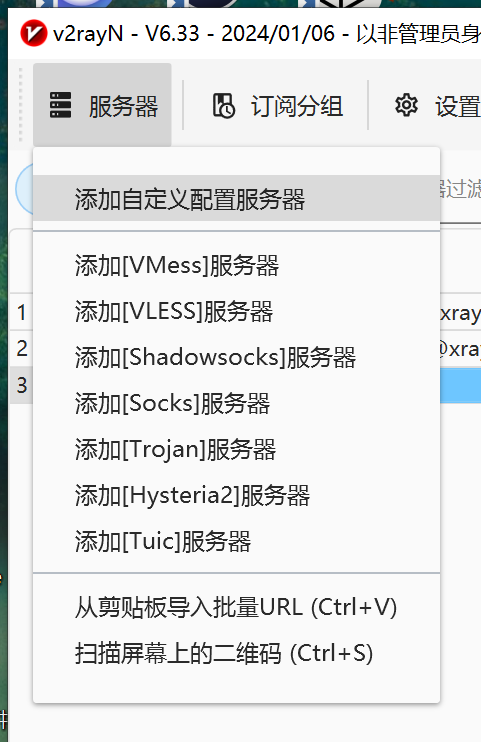 v2rayN - V6.33 - 2024/01/06 - 以非管理员身
服务器
订阅分组
设置
添加自定义配置服务器
器过滤
添加[VMess]服务器
添加[VLESS]服务器
1
xray
添加[Shadowsocks]服务器
2
@xray
添加[Socks]服务器
3
添加[Trojan]服务器
添加[Hysteria2]服务器
添加[Tuic]服务器
从剪贴板导入批量URL (Ctrl+V)
扫描屏幕上的二维码 (Ctrl+S)